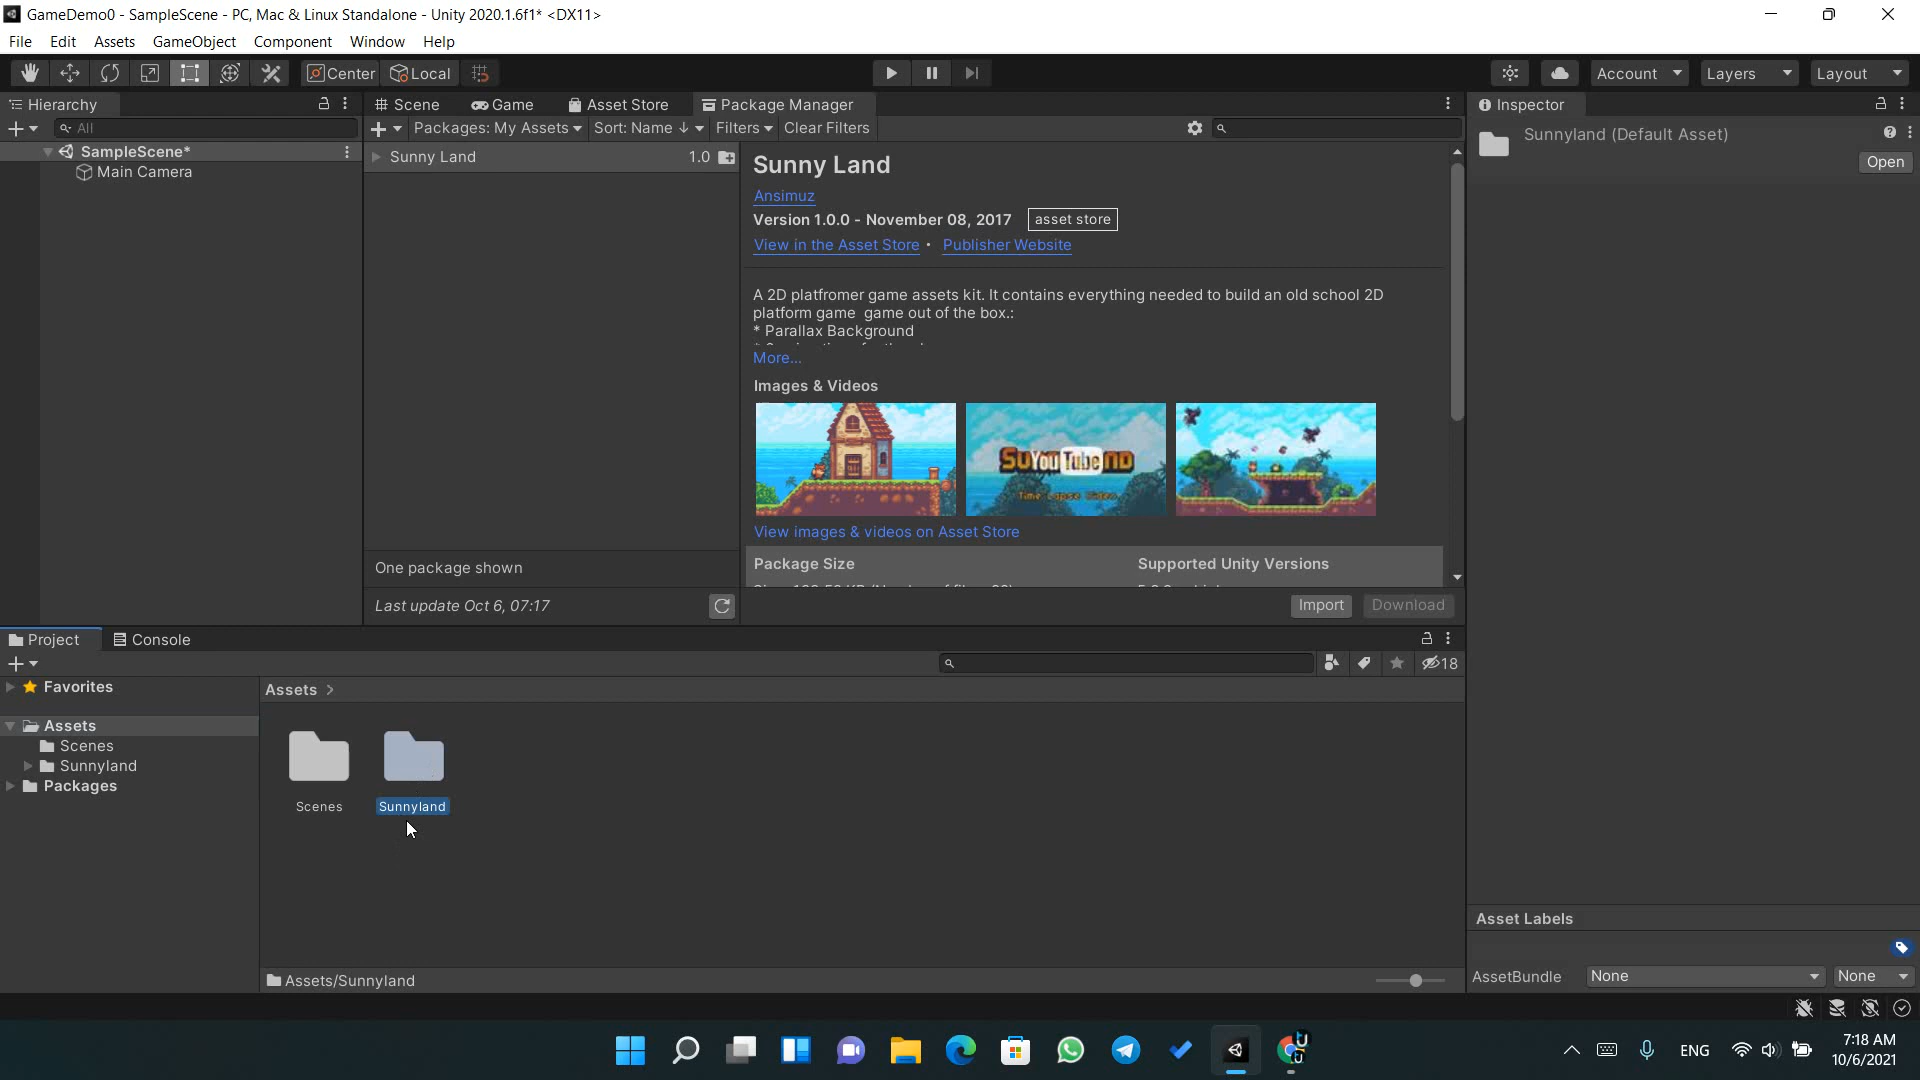 GameDemo0 - SampleScene - PC, Mac & Linux Standalone - Unity 2020.1.6f1* <DX11>
File Edit Assets GameObject Component Window Help
Center Local Account Layers Layout
Hierarchy Scene Game Asset Store Package Manager Inspector
All Packages: My Assets Sort: Name ↓ Filters Clear Filters
Sunnyland (Default Asset)
Open
SampleScene*
Main Camera
Sunny Land 1.0
Sunny Land
Ansimuz
Version 1.0.0 - November 08, 2017 asset store
View in the Asset Store • Publisher Website
A 2D platfromer game assets kit. It contains everything needed to build an old school 2D
platform game game out of the box.:
* Parallax Background
More...
Images & Videos
YouTube
Time Lapse Video
View images & videos on Asset Store
Package Size Supported Unity Versions
One package shown
Last update Oct 6, 07:17
Import Download
Project Console
18
Favorites
Assets >
Assets
Scenes
Sunnyland
Packages
Scenes Sunnyland
Assets/Sunnyland
Asset Labels
AssetBundle None None
ENG
7:18 AM
10/6/2021